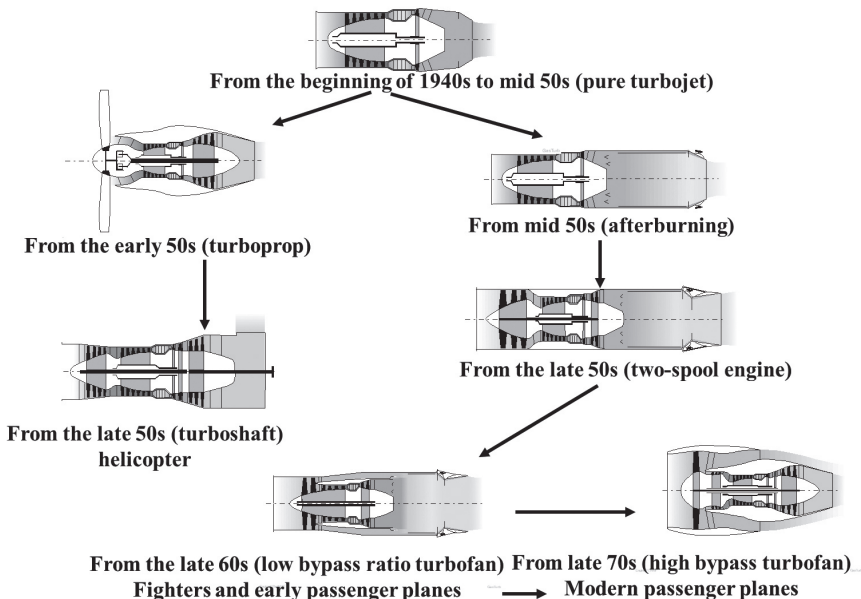 From the beginning of 1940s to mid 50s (pure turbojet)
From the early 50s (turboprop)
From mid 50s (afterburning)
From the late 50s (two-spool engine)
From the late 50s (turboshaft)
helicopter
From the late 60s (low bypass ratio turbofan)
Fighters and early passenger planes
From late 70s (high bypass turbofan)
Modern passenger planes